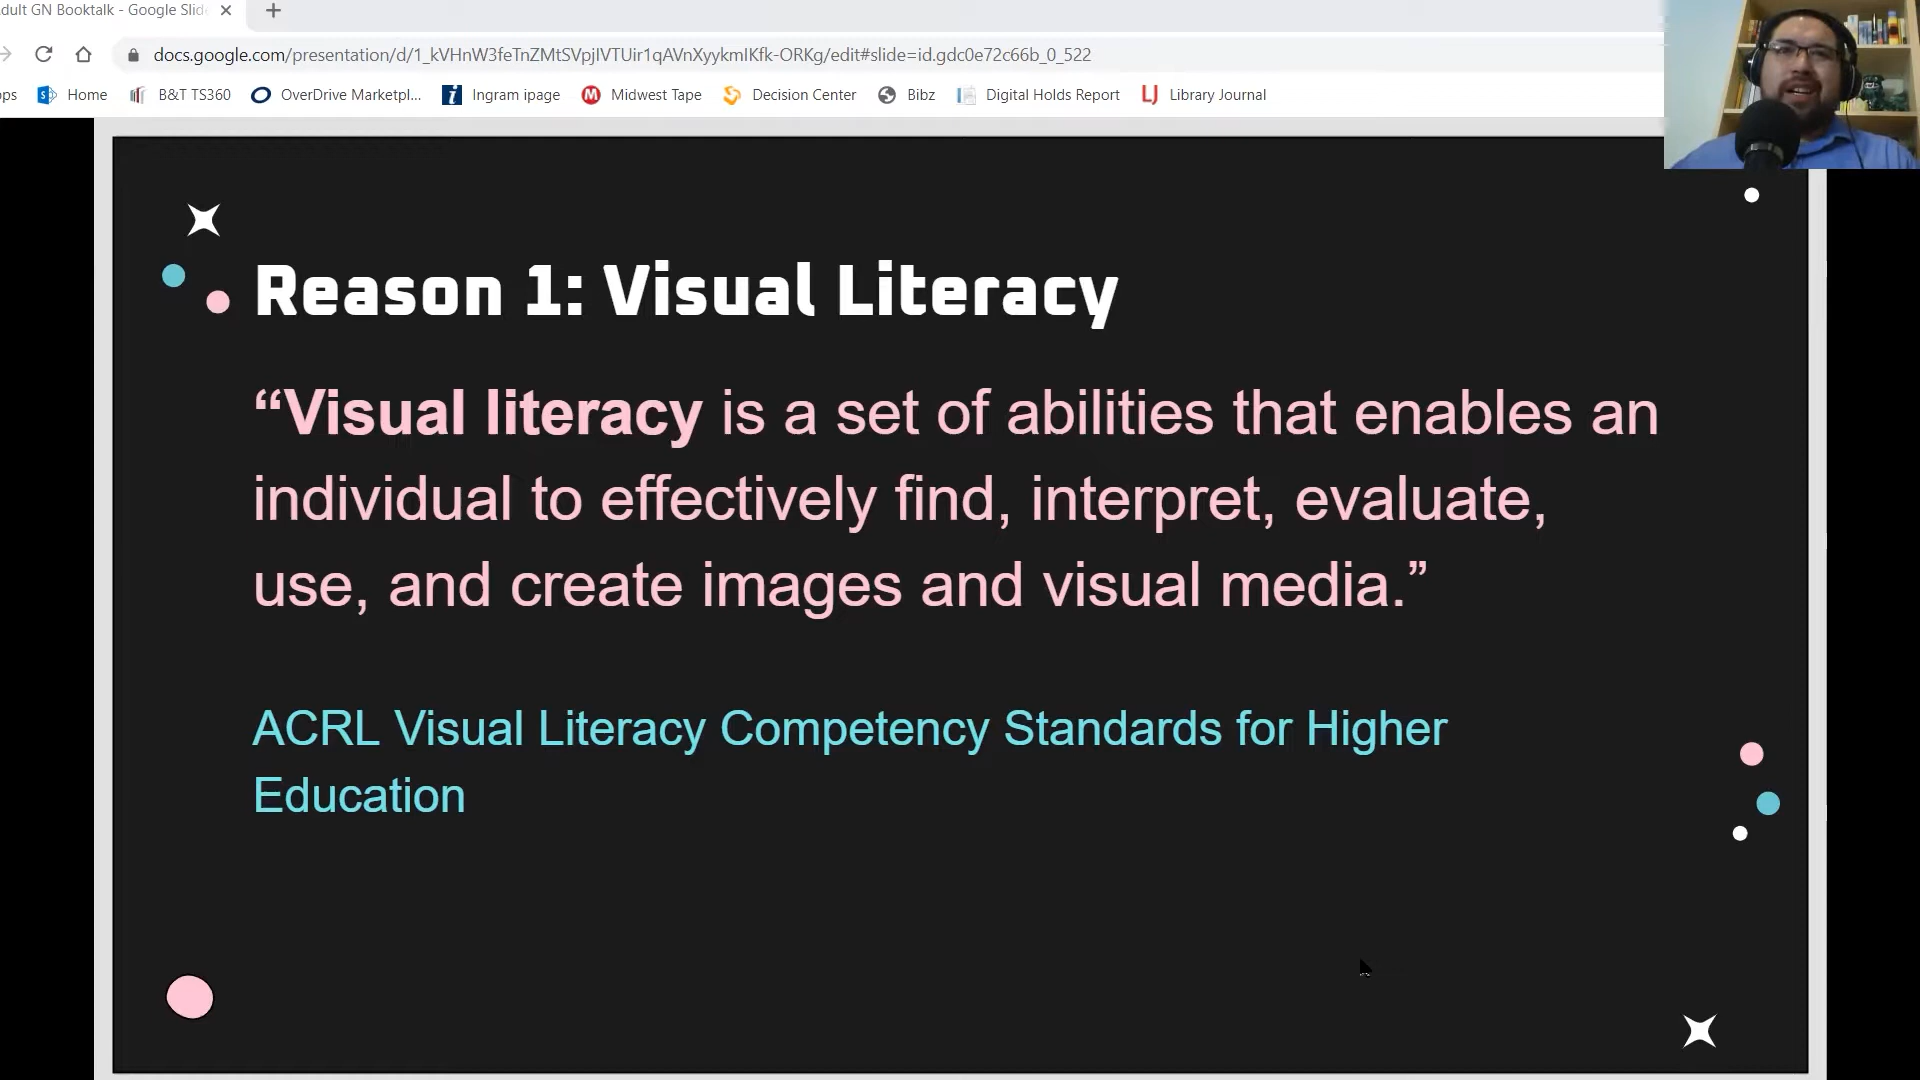 dult GN Booktalk - Google Slid
docs.google.com/presentation/d/1_kVHnW3feTnZMtSVpjIVTUir1qAVnXyykmIKfk-ORKg/edit#slide=id.gdc0e72c66b_0_522
ps Home B&T TS360 OverDrive Marketpl... Ingram ipage Midwest Tape Decision Center Bibz Digital Holds Report LJ Library Journal
Reason 1: Visual Literacy
“Visual literacy is a set of abilities that enables an
individual to effectively find, interpret, evaluate,
use, and create images and visual media.”
ACRL Visual Literacy Competency Standards for Higher
Education